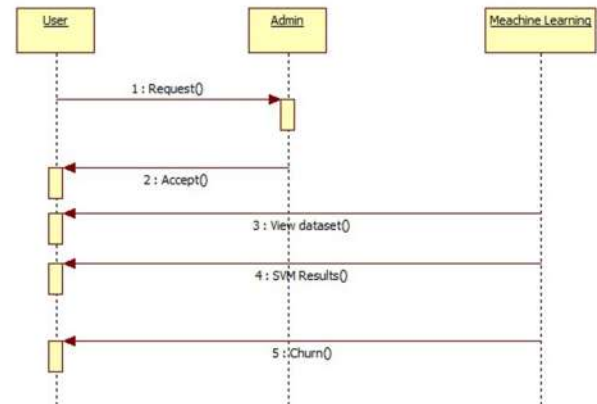 User
Admin
Meachine Learning
1 : Request()
2 : Accept()
3 : View dataset()
4 : SVM Results()
5 : Churn()